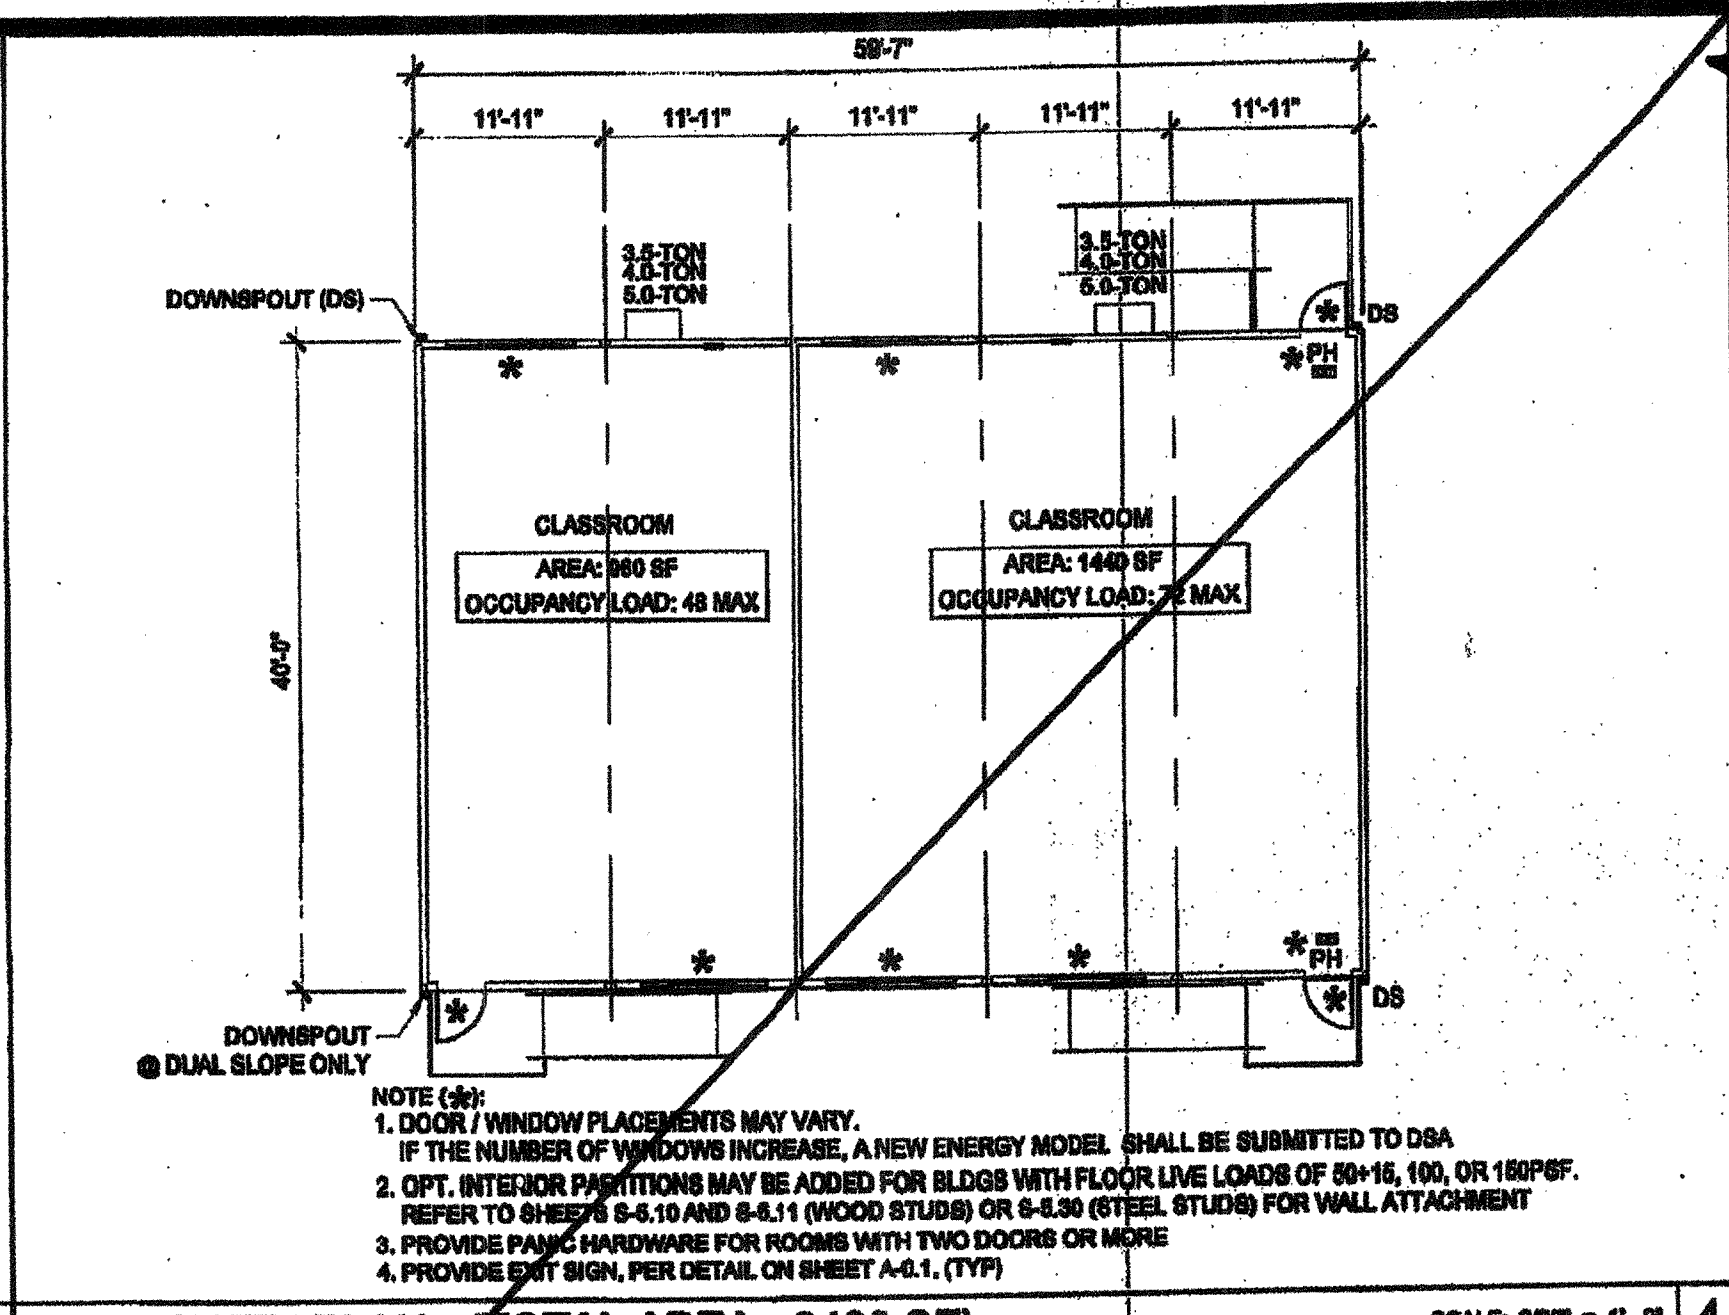 59'-7"
11'-11" 11'-11" 11'-11" 11'-11" 11'-11"
3.5-TON
4.0-TON
5.0-TON
3.5-TON
4.0-TON
5.0-TON
DOWNSPOUT (DS)
DS
* PH
CLASSROOM
AREA: 960 SF
OCCUPANCY LOAD: 48 MAX
CLASSROOM
AREA: 1440 SF
OCCUPANCY LOAD: 72 MAX
40'-0"
* PH
DS
DOWNSPOUT
@ DUAL SLOPE ONLY
NOTE (*):
1. DOOR / WINDOW PLACEMENTS MAY VARY.
IF THE NUMBER OF WINDOWS INCREASE, A NEW ENERGY MODEL SHALL BE SUBMITTED TO DSA
2. OPT. INTERIOR PARTITIONS MAY BE ADDED FOR BLDGS WITH FLOOR LIVE LOADS OF 50+15, 100, OR 150PSF.
REFER TO SHEETS AND (WOOD STUDS) OR (STEEL STUDS) FOR WALL ATTACHMENT
3. PROVIDE PANIC HARDWARE FOR ROOMS WITH TWO DOORS OR MORE
4. PROVIDE EXIT SIGN, PER DETAIL ON SHEET A-0.1, (TYP)